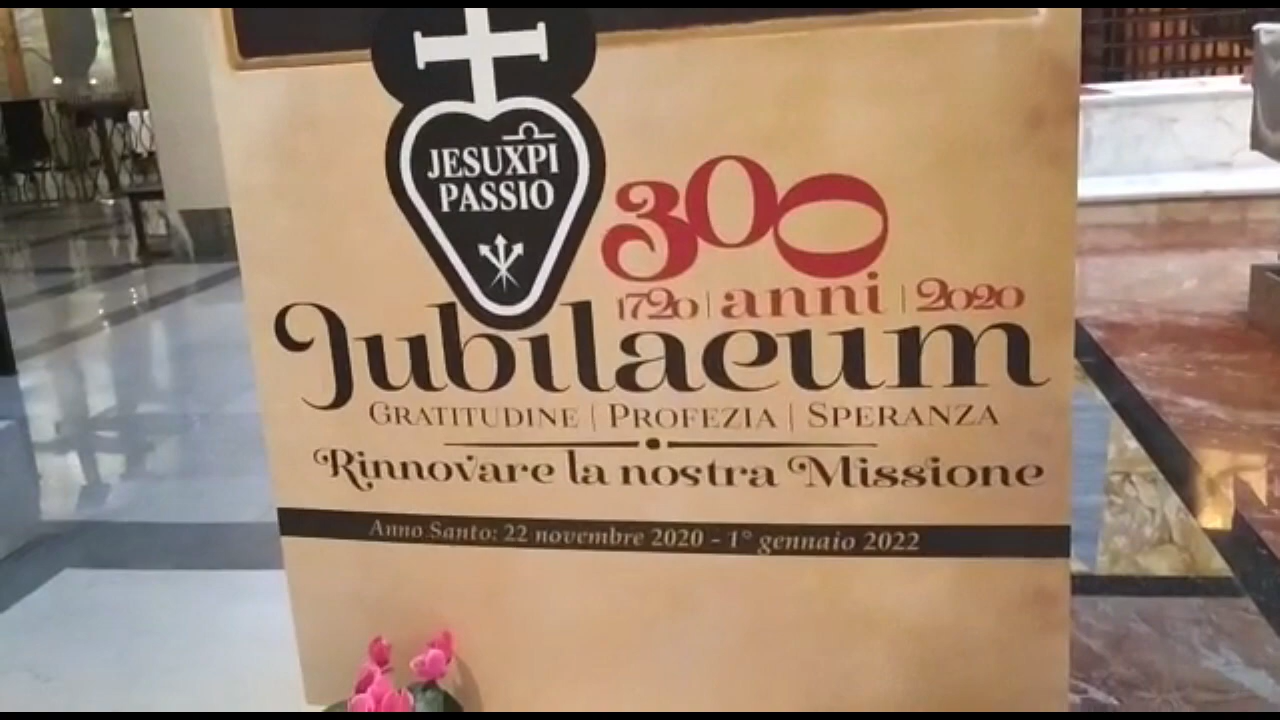 JESUXPI
PASSIO
300
1720 | anni | 2020
Jubilaeum
GRATITUDINE | PROFEZIA | SPERANZA
Rinnovare la nostra Missione
Anno Santo: 22 novembre 2020 - 1° gennaio 2022